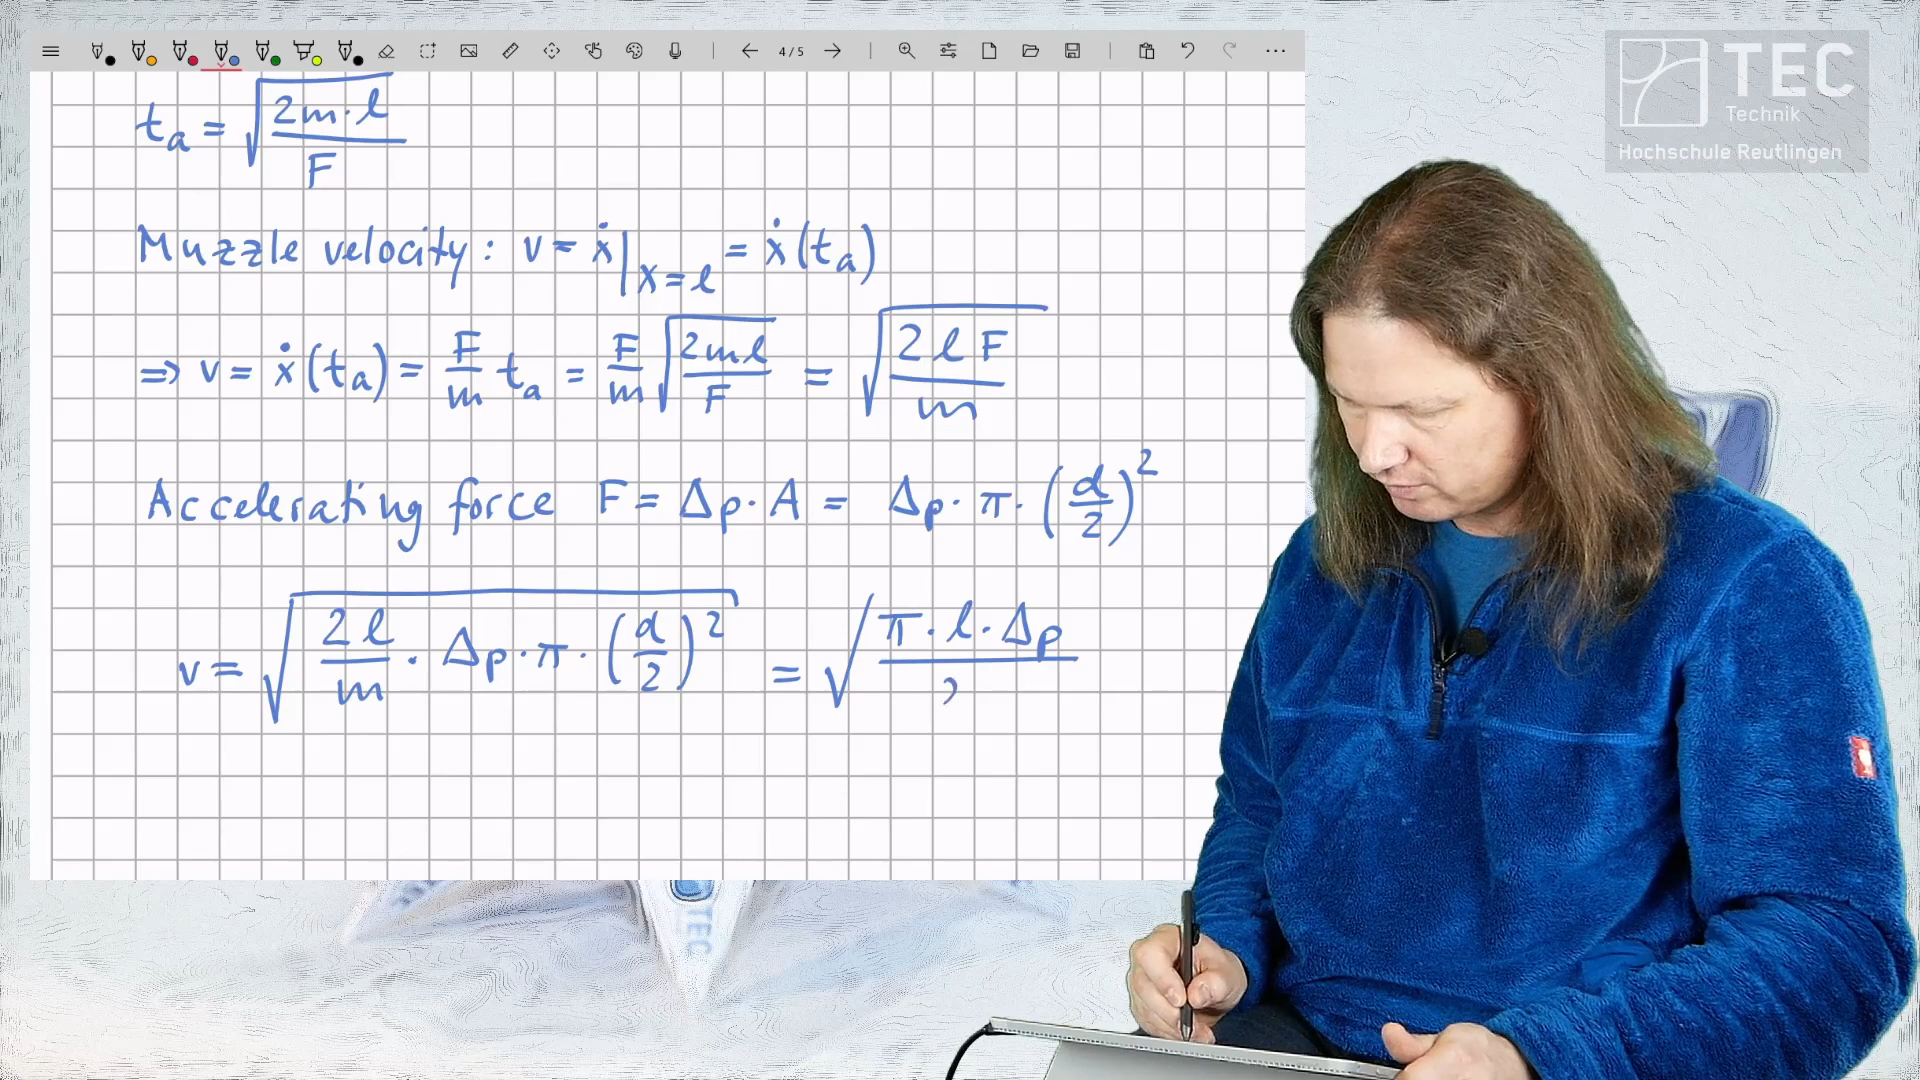 4/5
TEC
Technik
Hochschule Reutlingen
t_a = √(2m·l / F)
Muzzle velocity: v = ẋ|_{x=l} = ẋ(t_a)
⇒ v = ẋ(t_a) = F/m t_a = F/m √(2ml / F) = √(2lF / m)
Accelerating force F = Δp·A = Δp·π·(d/2)²
v = √(2l/m · Δp·π·(d/2)²) = √(π·l·Δp / 
TEC